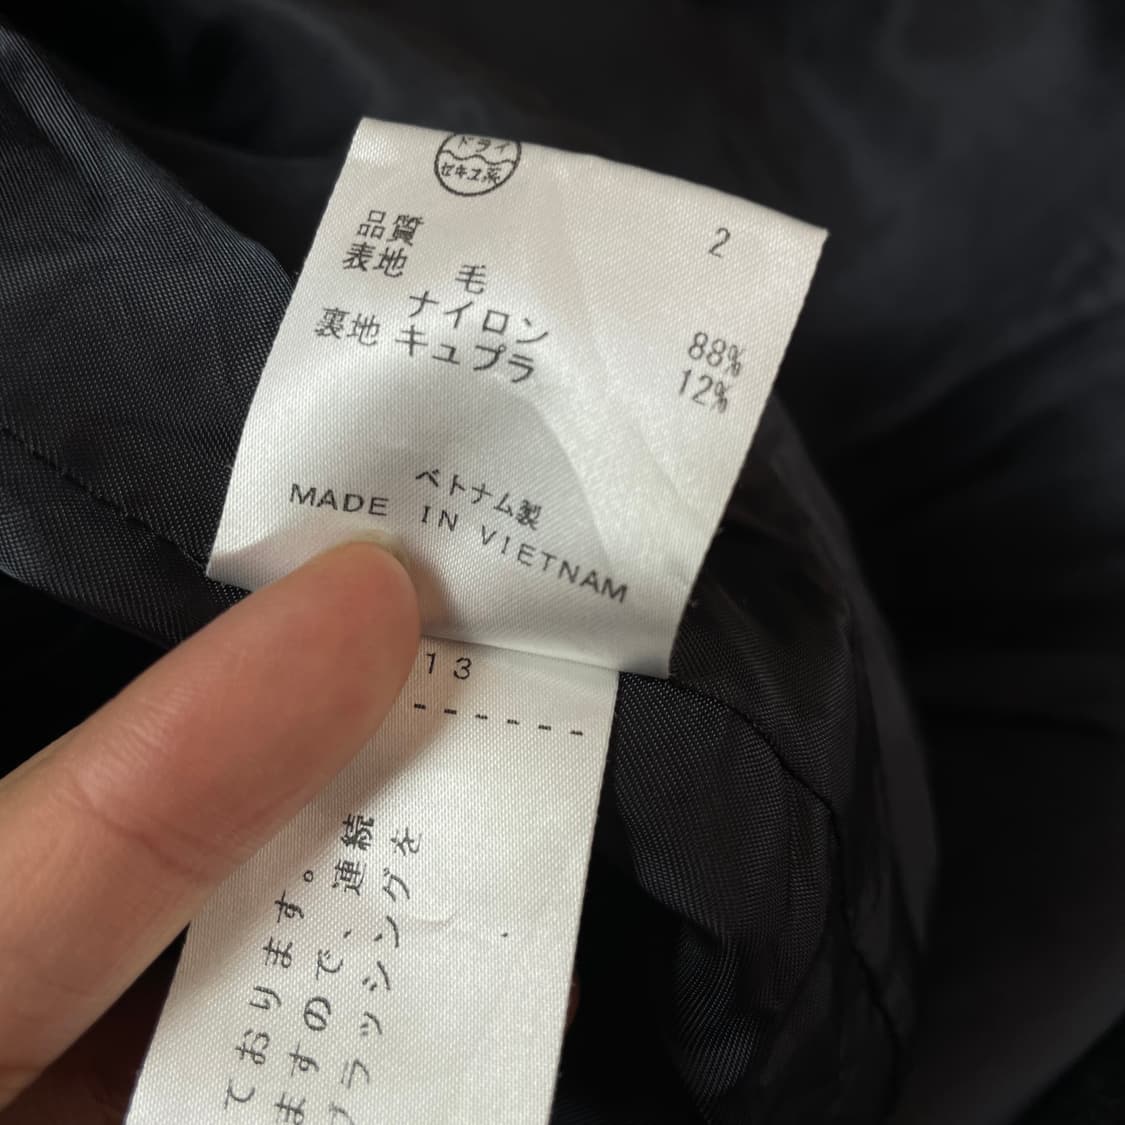 ドライ
セキユ系
2
品質
表地 毛 88%
ナイロン 12%
裏地 キュプラ
ベトナム製
MADE IN VIETNAM
13
------
ラッシングを
ますので、連続
ております。